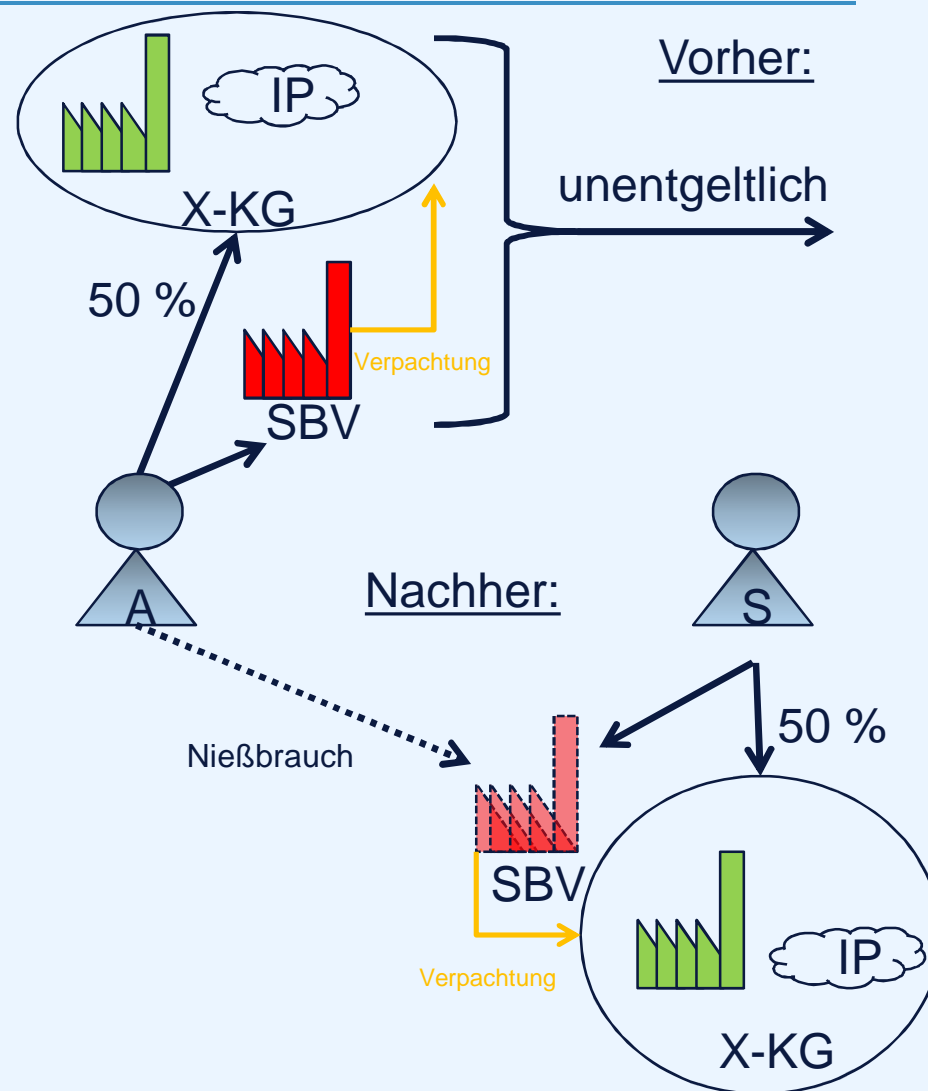 Vorher:
IP
unentgeltlich
X-KG
50 %
Verpachtung
SBV
A
Nachher:
S
50 %
Nießbrauch
SBV
IP
Verpachtung
X-KG